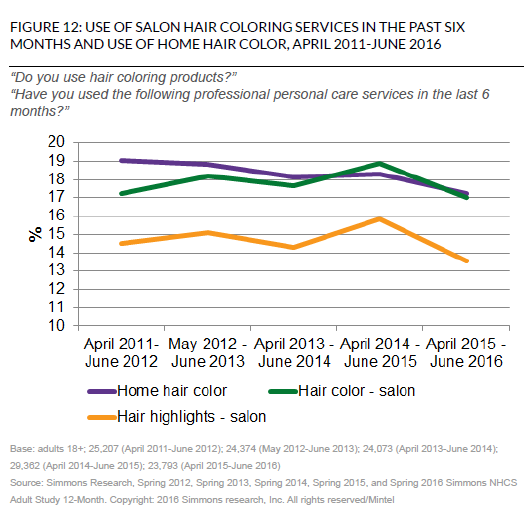 FIGURE 12: USE OF SALON HAIR COLORING SERVICES IN THE PAST SIX
MONTHS AND USE OF HOME HAIR COLOR, APRIL 2011-JUNE 2016
“Do you use hair coloring products?”
“Have you used the following professional personal care services in the last 6
months?”
20
19
18
17
16
15
14
13
12
11
10
%
April 2011- May 2012 - April 2013 - April 2014 - April 2015 -
June 2012 June 2013 June 2014 June 2015 June 2016
Home hair color Hair color - salon
Hair highlights - salon
Base: adults 18+; 25,207 (April 2011-June 2012); 24,374 (May 2012-June 2013); 24,073 (April 2013-June 2014);
29,362 (April 2014-June 2015); 23,793 (April 2015-June 2016)
Source: Simmons Research, Spring 2012, Spring 2013, Spring 2014, Spring 2015, and Spring 2016 Simmons NHCS
Adult Study 12-Month. Copyright: 2016 Simmons research, Inc. All rights reserved/Mintel